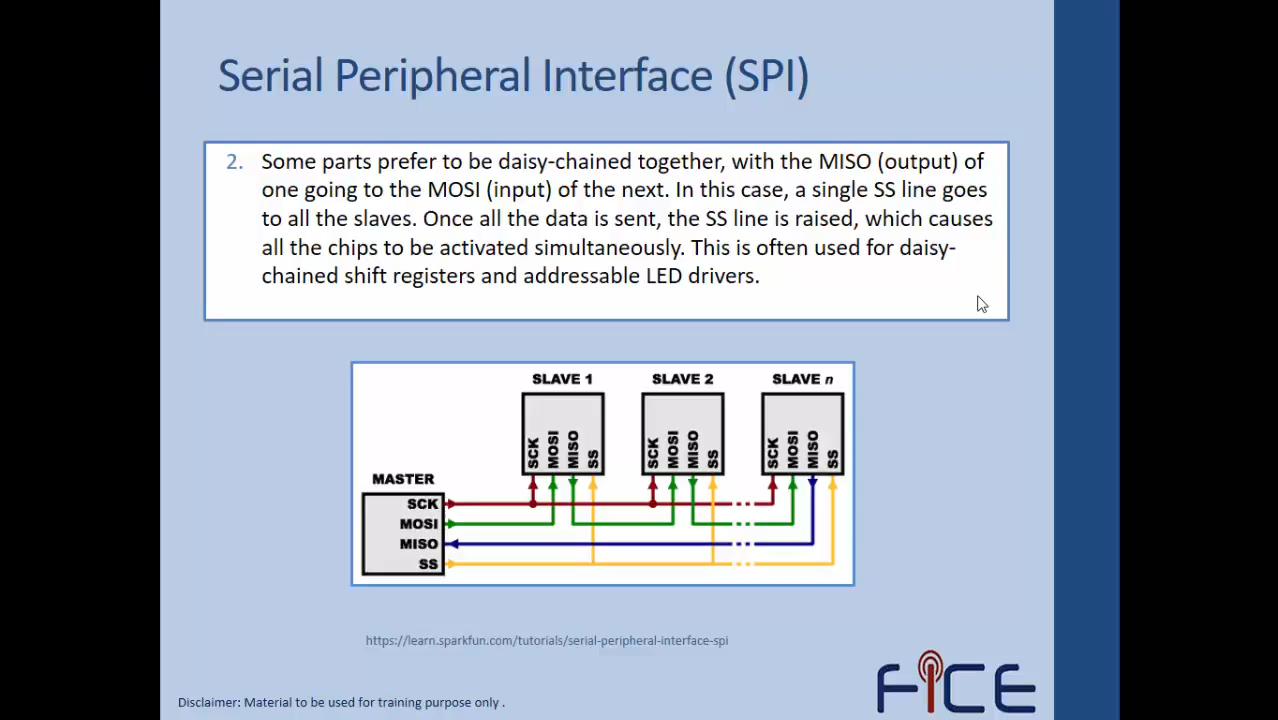 Serial Peripheral Interface (SPI)
2. Some parts prefer to be daisy-chained together, with the MISO (output) of
one going to the MOSI (input) of the next. In this case, a single SS line goes
to all the slaves. Once all the data is sent, the SS line is raised, which causes
all the chips to be activated simultaneously. This is often used for daisy-
chained shift registers and addressable LED drivers.
SLAVE 1
SLAVE 2
SLAVE n
SCK
MOSI
MISO
SS
SCK
MOSI
MISO
SS
SCK
MOSI
MISO
SS
MASTER
SCK
MOSI
MISO
SS
https://learn.sparkfun.com/tutorials/serial-peripheral-interface-spi
FiCE
Disclaimer: Material to be used for training purpose only .